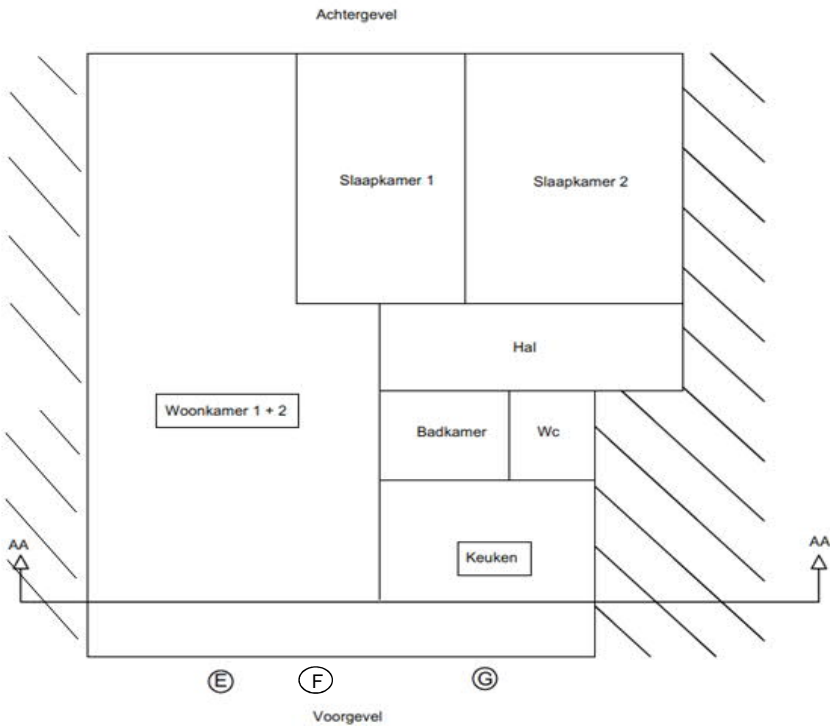 Achtergevel
Slaapkamer 1
Slaapkamer 2
Hal
Woonkamer 1 + 2
Badkamer
Wc
AA
AA
Keuken
E
F
G
Voorgevel